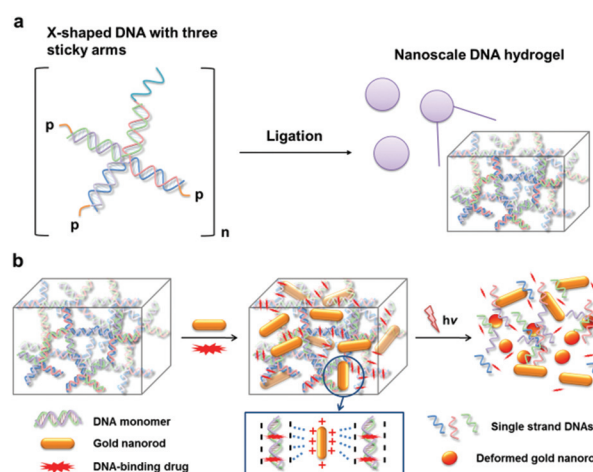 a
X-shaped DNA with three
sticky arms
Nanoscale DNA hydrogel
p
p
p
n
Ligation
b
hv
DNA monomer
Gold nanorod
DNA-binding drug
Single strand DNAs
Deformed gold nanorod